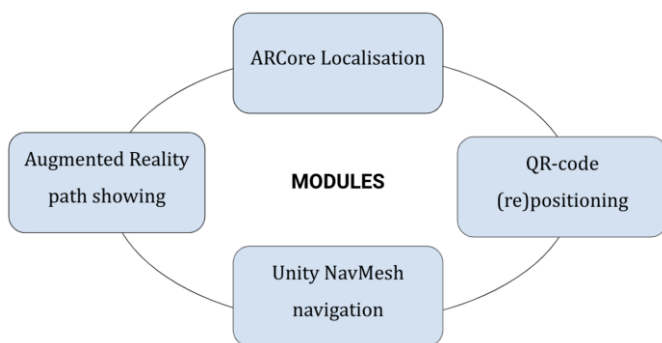 ARCore Localisation
Augmented Reality
path showing
MODULES
QR-code
(re)positioning
Unity NavMesh
navigation